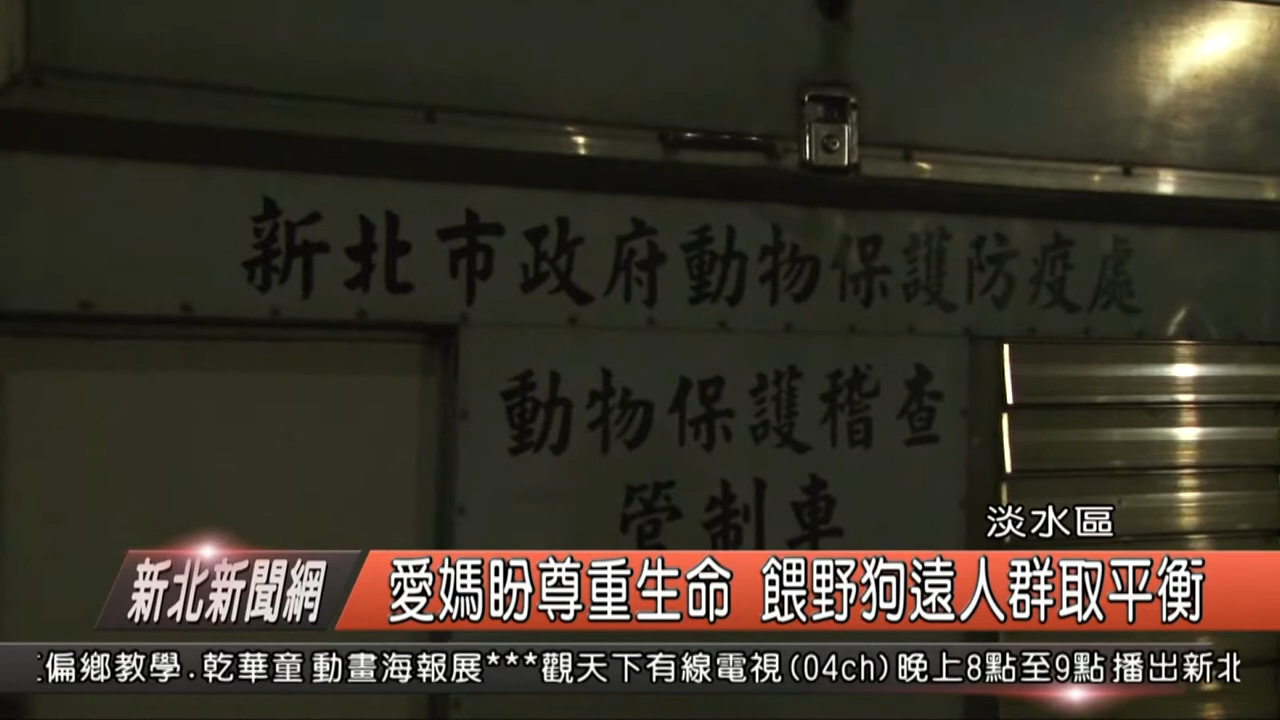 新北市政府動物保護防疫處
動物保護稽查
管制車
淡水區
新北新聞網
愛媽盼尊重生命 餵野狗遠人群取平衡
偏鄉教學.乾華童動畫海報展***觀天下有線電視(04ch)晚上8點至9點播出新北